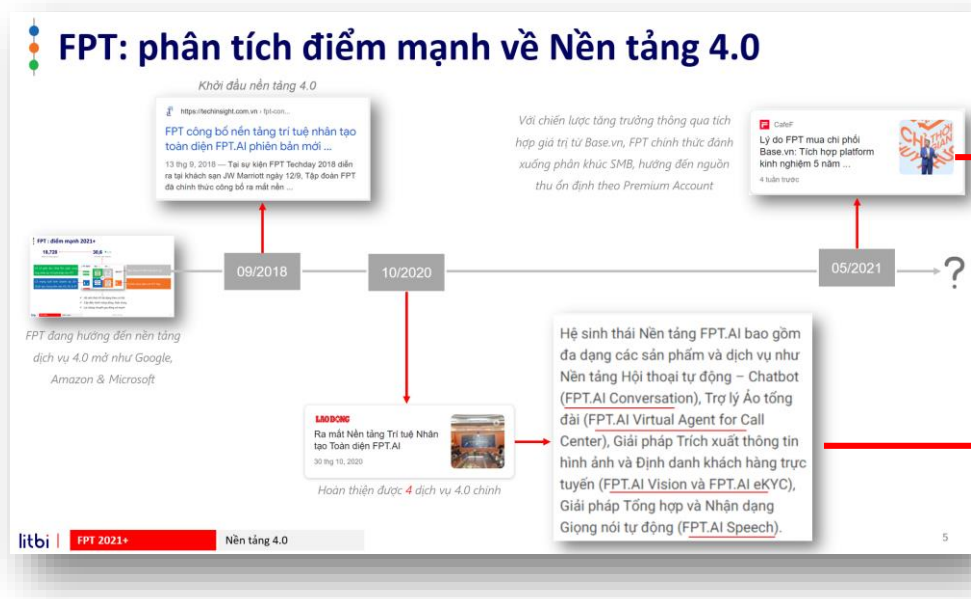 FPT: phân tích điểm mạnh về Nền tảng 4.0
Khởi đầu nền tảng 4.0
https://techinsight.com.vn › fpt-con...
FPT công bố nền tảng trí tuệ nhân tạo
toàn diện FPT.AI phiên bản mới ...
13 thg 9, 2018 — Tại sự kiện FPT Techday 2018 diễn
ra tại khách sạn JW Marriott ngày 12/9, Tập đoàn FPT
đã chính thức công bố ra mắt nền ...
Với chiến lược tăng trưởng thông qua tích
hợp giá trị từ Base.vn, FPT chính thức đánh
xuống phân khúc SMB, hướng đến nguồn
thu ổn định theo Premium Account
CafeF
Lý do FPT mua chi phối
Base.vn: Tích hợp platform
kinh nghiệm 5 năm ...
4 tuần trước
FPT : điểm mạnh 2021+
09/2018
10/2020
05/2021
?
FPT đang hướng đến nền tảng
dịch vụ 4.0 mở như Google,
Amazon & Microsoft
LAO ĐỘNG
Ra mắt Nền tảng Trí tuệ Nhân
tạo Toàn diện FPT.AI
30 thg 10, 2020
Hoàn thiện được 4 dịch vụ 4.0 chính
Hệ sinh thái Nền tảng FPT.AI bao gồm
đa dạng các sản phẩm và dịch vụ như
Nền tảng Hội thoại tự động – Chatbot
(FPT.AI Conversation), Trợ lý Ảo tổng
đài (FPT.AI Virtual Agent for Call
Center), Giải pháp Trích xuất thông tin
hình ảnh và Định danh khách hàng trực
tuyến (FPT.AI Vision và FPT.AI eKYC),
Giải pháp Tổng hợp và Nhận dạng
Giọng nói tự động (FPT.AI Speech).
litbi
FPT 2021+
Nền tảng 4.0
5